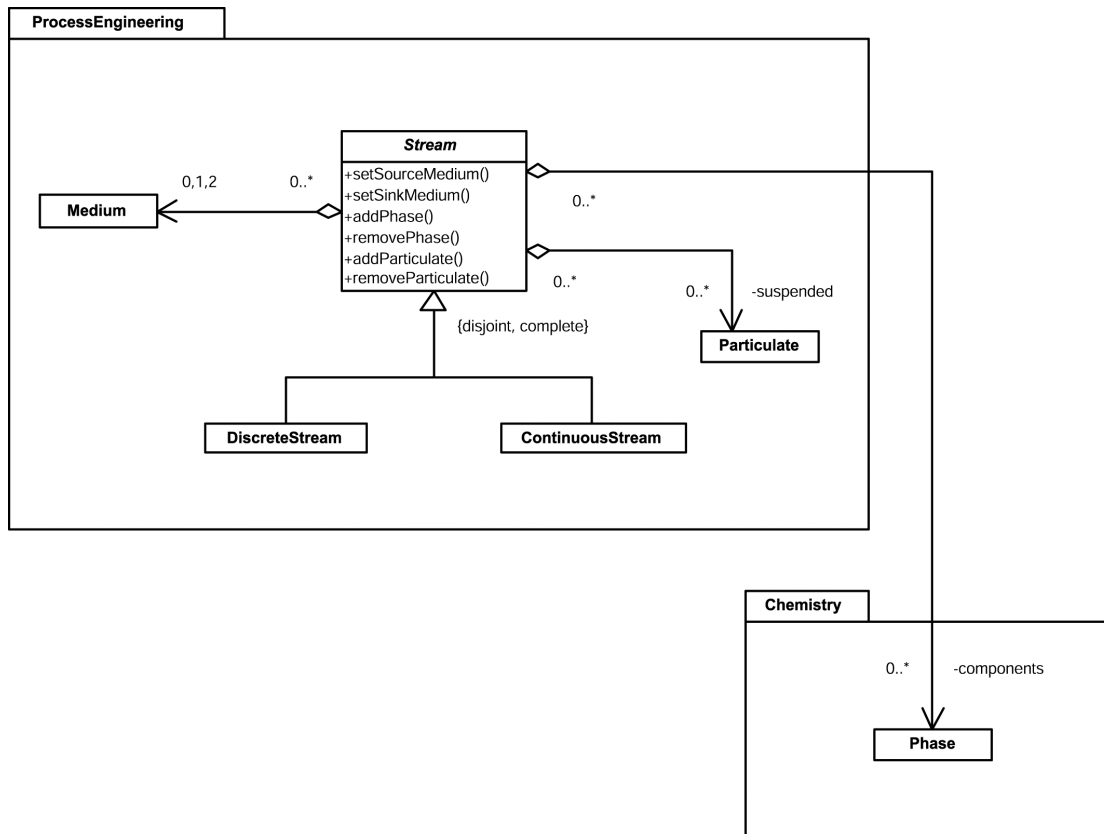 ProcessEngineering
Stream
+setSourceMedium()
+setSinkMedium()
+addPhase()
+removePhase()
+addParticulate()
+removeParticulate()
0,1,2
0..*
Medium
0..*
0..*
0..*
-suspended
Particulate
{disjoint, complete}
DiscreteStream
ContinuousStream
Chemistry
0..*
-components
Phase